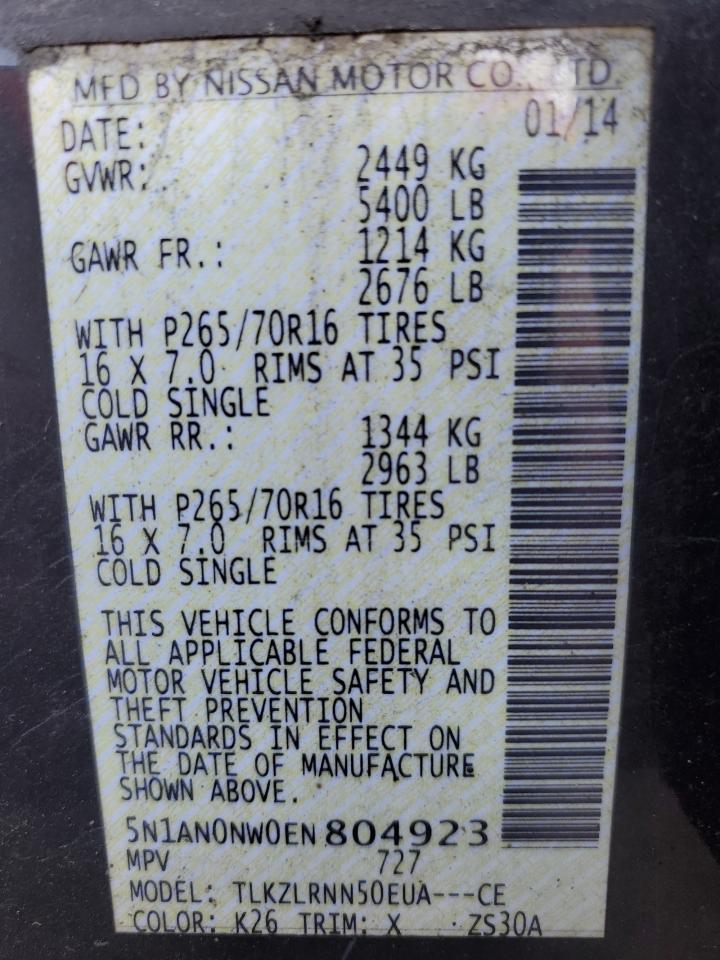 MFD BY NISSAN MOTOR CO., LTD.
DATE: 01/14
GVWR: 2449 KG
5400 LB
GAWR FR.: 1214 KG
2676 LB
WITH P265/70R16 TIRES
16 X 7.0 RIMS AT 35 PSI
COLD SINGLE
GAWR RR.: 1344 KG
2963 LB
WITH P265/70R16 TIRES
16 X 7.0 RIMS AT 35 PSI
COLD SINGLE
THIS VEHICLE CONFORMS TO
ALL APPLICABLE FEDERAL
MOTOR VEHICLE SAFETY AND
THEFT PREVENTION
STANDARDS IN EFFECT ON
THE DATE OF MANUFACTURE
SHOWN ABOVE.
5N1AN0NW0EN804923
MPV 727
MODEL: TLKZLRNN50EUA---CE
COLOR: K26 TRIM: X ZS30A